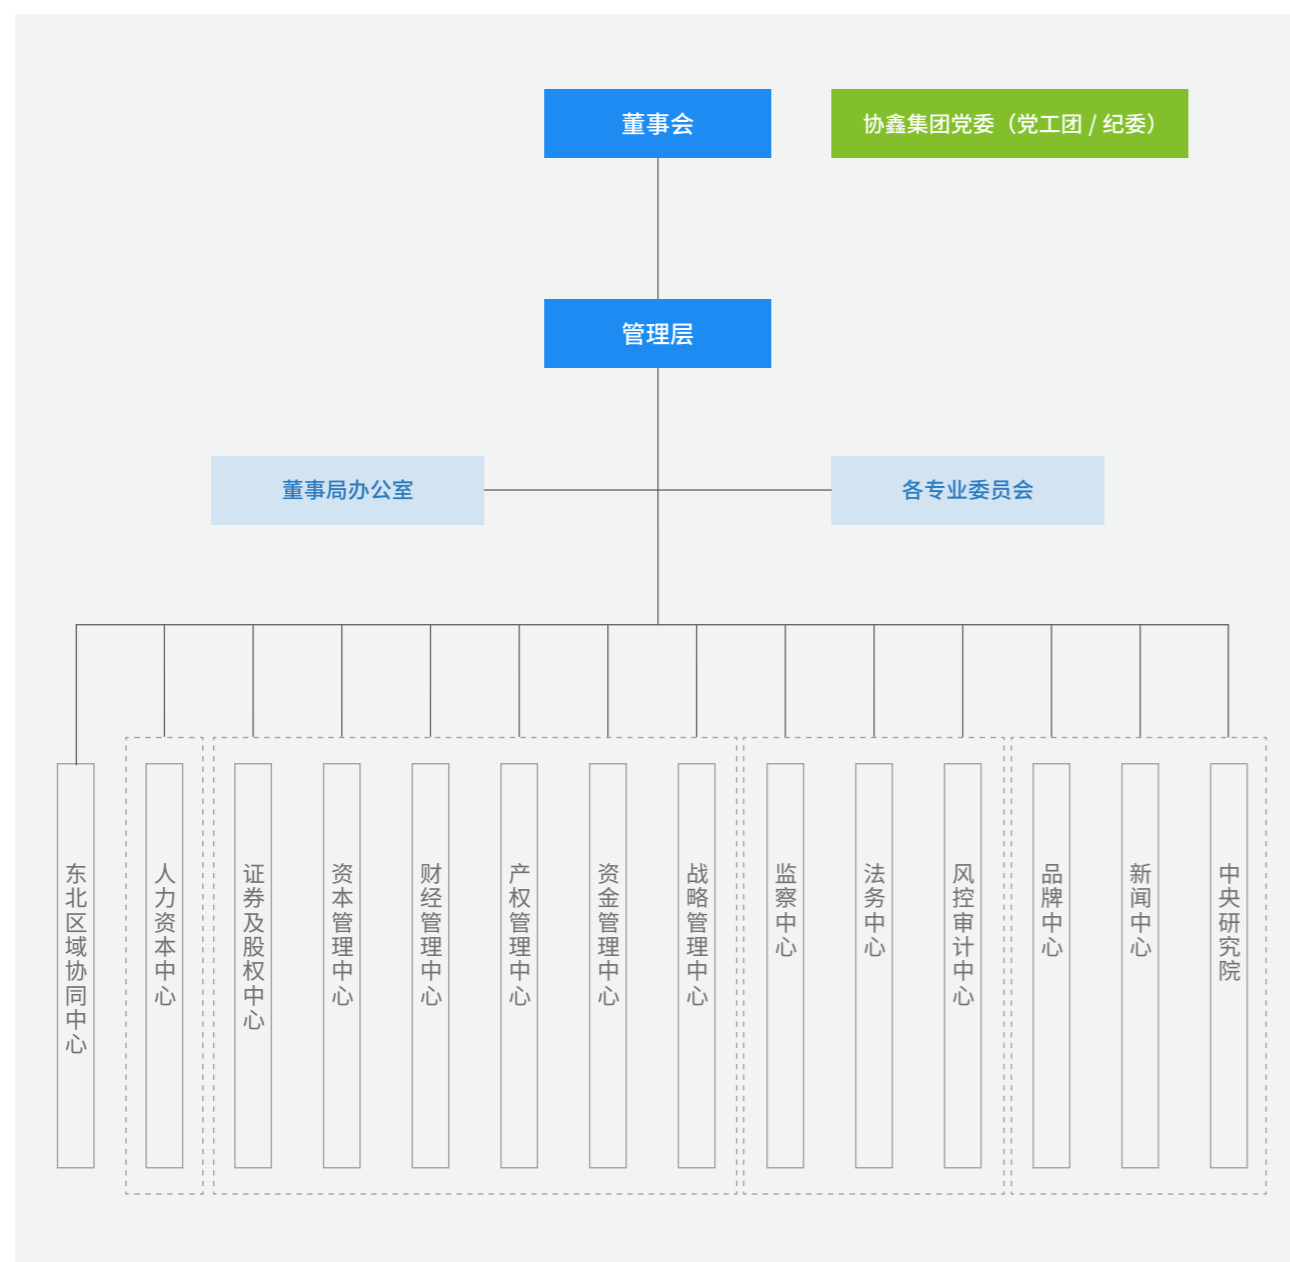 董事会
协鑫集团党委（党工团 / 纪委）
管理层
董事局办公室
各专业委员会
东北区域协同中心
人力资本中心
证券及股权中心
资本管理中心
财经管理中心
产权管理中心
资金管理中心
战略管理中心
监察中心
法务中心
风控审计中心
品牌中心
新闻中心
中央研究院